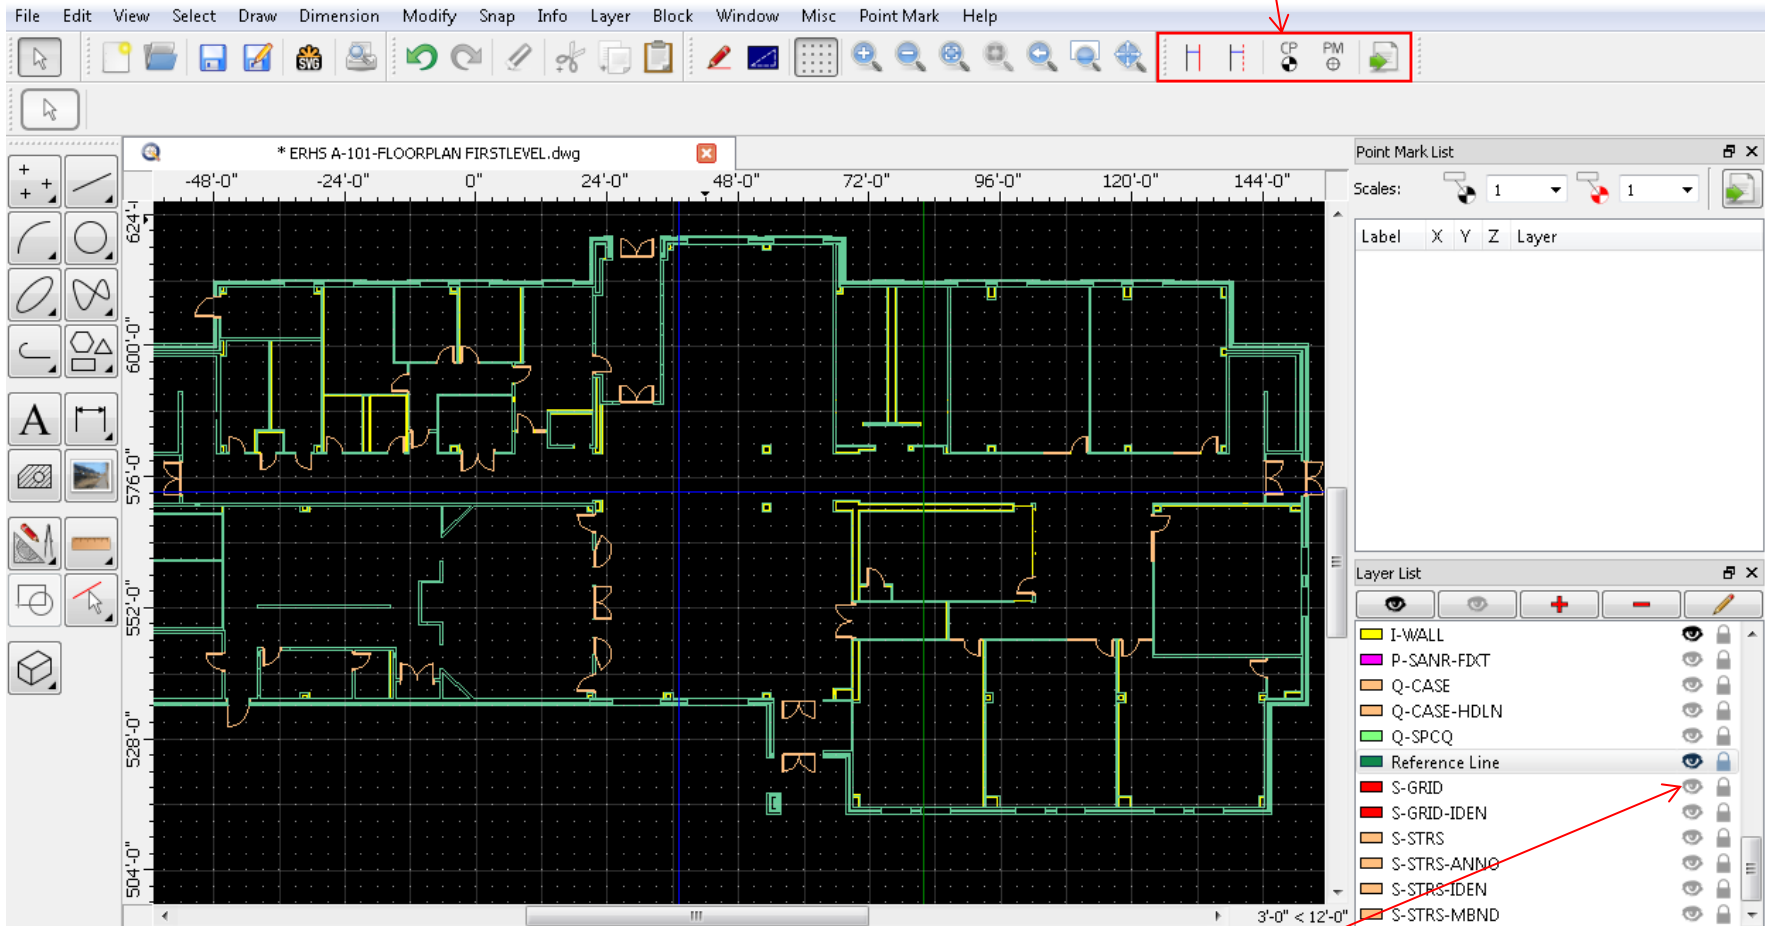 File Edit View Select Draw Dimension Modify Snap Info Layer Block Window Misc Point Mark Help
SVG
CP
PM
* ERHS A-101-FLOORPLAN FIRSTLEVEL.dwg
Point Mark List
-48'-0" -24'-0" 0" 24'-0" 48'-0" 72'-0" 96'-0" 120'-0" 144'-0"
Scales: 1 1
Label X Y Z Layer
600'-0"
576'-0"
552'-0"
528'-0"
504'-0"
A
Layer List
I-WALL
P-SANR-FIXT
Q-CASE
Q-CASE-HDLN
Q-SPCQ
Reference Line
S-GRID
S-GRID-IDEN
S-STRS
S-STRS-ANNO
S-STRS-IDEN
S-STRS-MBND
3'-0" < 12'-0"